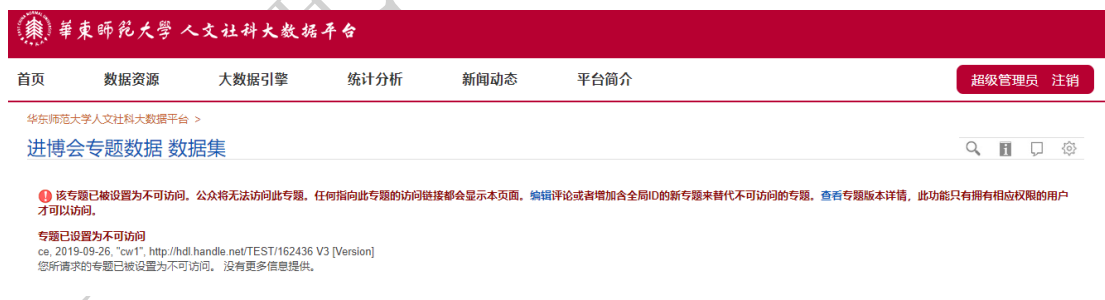 華東師范大學 人文社科大数据平台
首页 数据资源 大数据引擎 统计分析 新闻动态 平台简介 超级管理员 注销
华东师范大学人文社科大数据平台 >
进博会专题数据 数据集
该专题已被设置为不可访问。公众将无法访问此专题。任何指向此专题的访问链接都会显示本页面。编辑评论或者增加含全局ID的新专题来替代不可访问的专题。查看专题版本详情，此功能只有拥有相应权限的用户
才可以访问。
专题已设置为不可访问
ce, 2019-09-26, "cw1", http://hdl.handle.net/TEST/162436 V3 [Version]
您所请求的专题已被设置为不可访问。 没有更多信息提供。